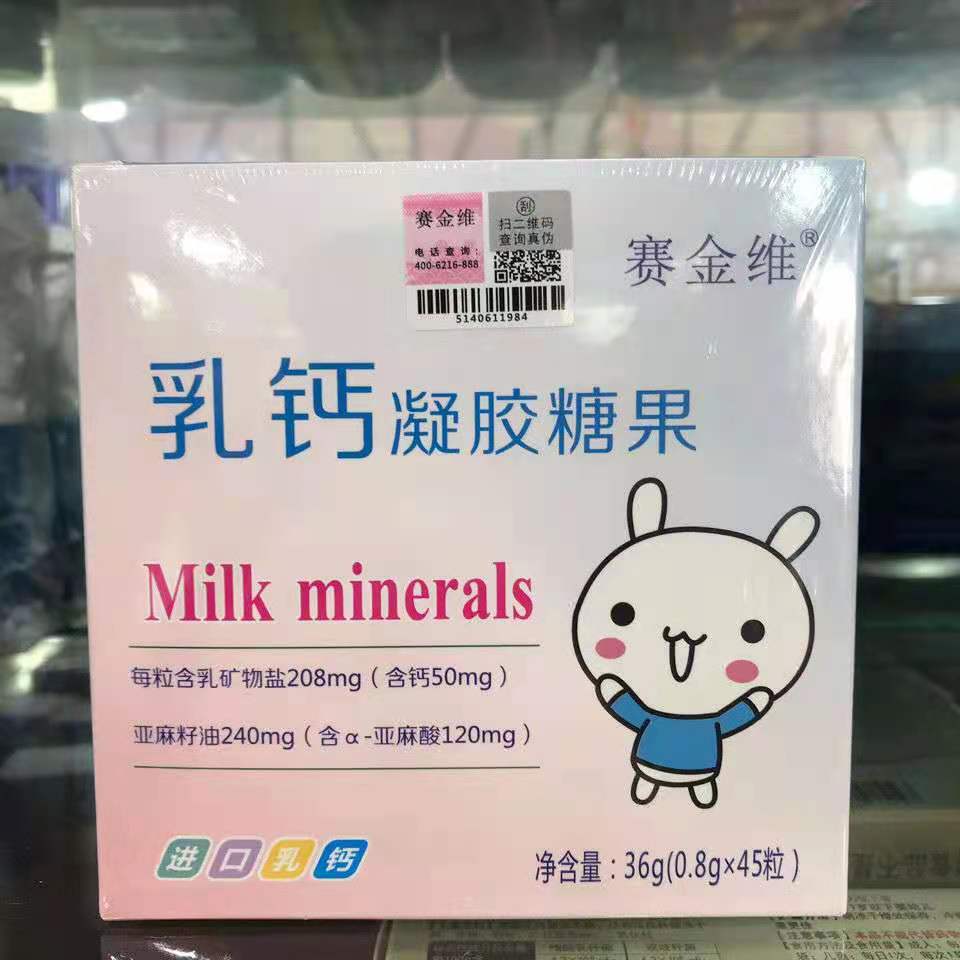 赛金维
电话查询:
400-6216-888
刮
扫二维码
查询真伪
5140611984
赛金维®
乳钙凝胶糖果
Milk minerals
每粒含乳矿物盐208mg(含钙50mg)
亚麻籽油240mg(含α-亚麻酸120mg)
进口乳钙
净含量:36g(0.8g×45粒)